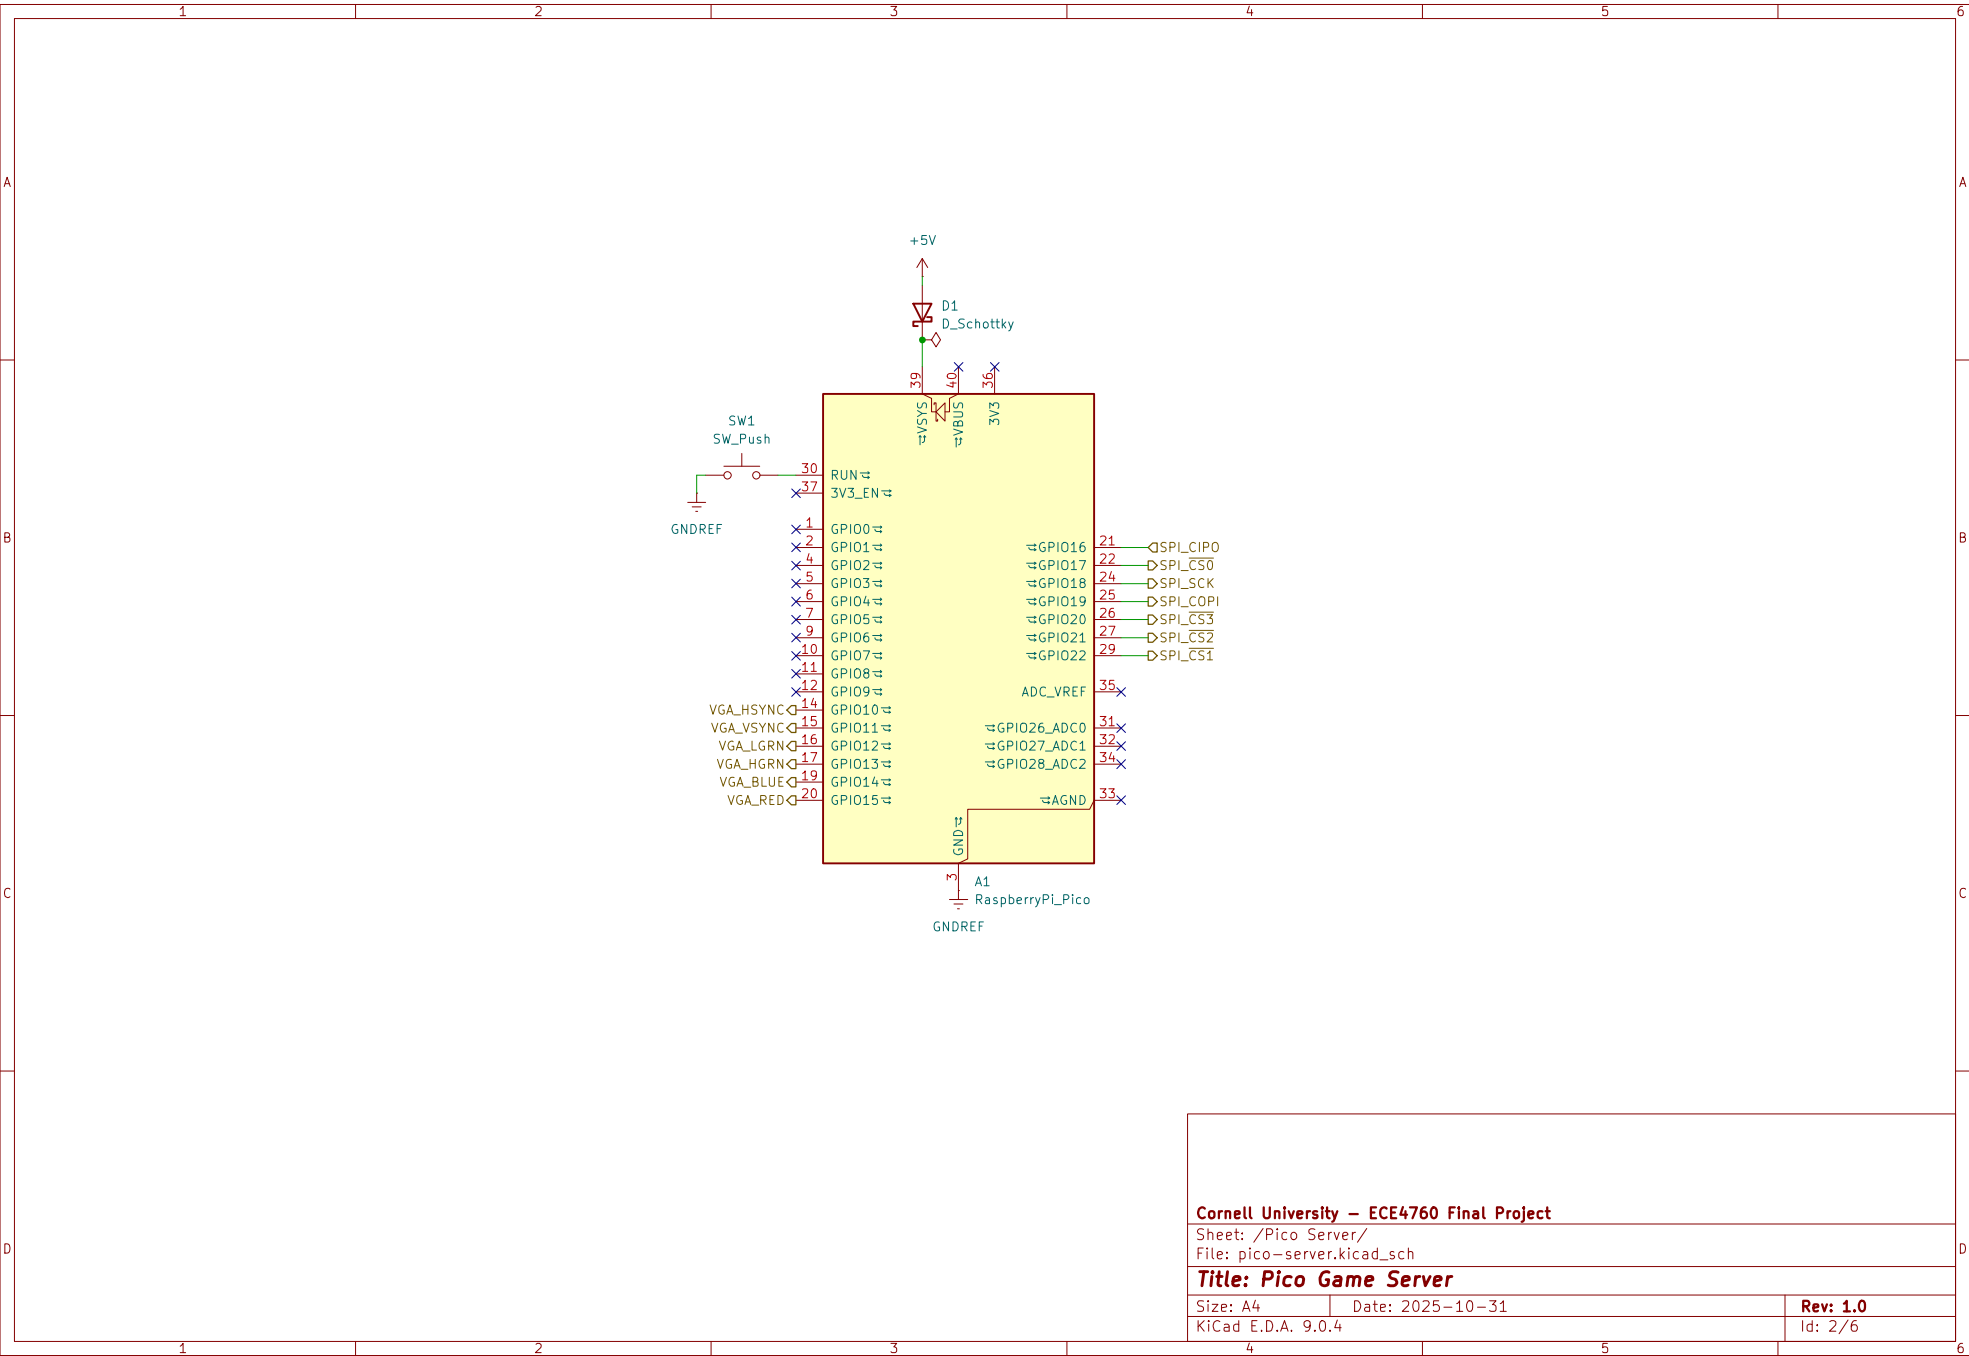 1 2 3 4 5 6
A A
+5V
D1
D_Schottky
39 40 36
VSYS VBUS 3V3
SW1
SW_Push
30 RUN
37 3V3_EN
GNDREF
1 GPIO0
B B
2 GPIO1 GPIO16 21 SPI_CIPO
4 GPIO2 GPIO17 22 SPI_CS0
5 GPIO3 GPIO18 24 SPI_SCK
6 GPIO4 GPIO19 25 SPI_COPI
7 GPIO5 GPIO20 26 SPI_CS3
9 GPIO6 GPIO21 27 SPI_CS2
10 GPIO7 GPIO22 29 SPI_CS1
11 GPIO8
12 GPIO9 ADC_VREF 35
VGA_HSYNC 14 GPIO10
VGA_VSYNC 15 GPIO11 GPIO26_ADC0 31
VGA_LGRN 16 GPIO12 GPIO27_ADC1 32
VGA_HGRN 17 GPIO13 GPIO28_ADC2 34
VGA_BLUE 19 GPIO14
VGA_RED 20 GPIO15 AGND 33
GND
3
A1
RaspberryPi_Pico
C C
GNDREF
Cornell University – ECE4760 Final Project
Sheet: /Pico Server/
File: pico-server.kicad_sch
D D
Title: Pico Game Server
Size: A4 Date: 2025-10-31 Rev: 1.0
KiCad E.D.A. 9.0.4 Id: 2/6
1 2 3 4 5 6